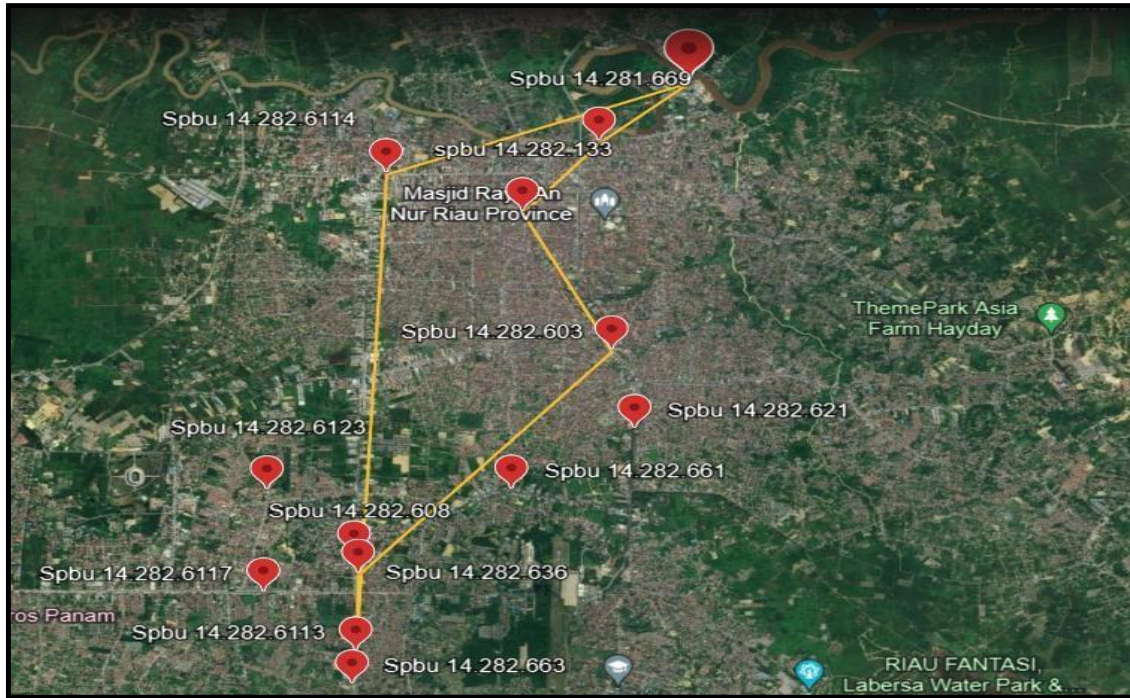 Spbu 14.281.669
Spbu 14.282.6114
spbu 14.282.133
Masjid Raya An
Nur Riau Province
ThemePark Asia
Farm Hayday
Spbu 14.282.603
Spbu 14.282.621
Spbu 14.282.6123
Spbu 14.282.661
Spbu 14.282.608
Spbu 14.282.6117
Spbu 14.282.636
ros Panam
Spbu 14.282.6113
Spbu 14.282.663
RIAU FANTASI,
Labersa Water Park &...